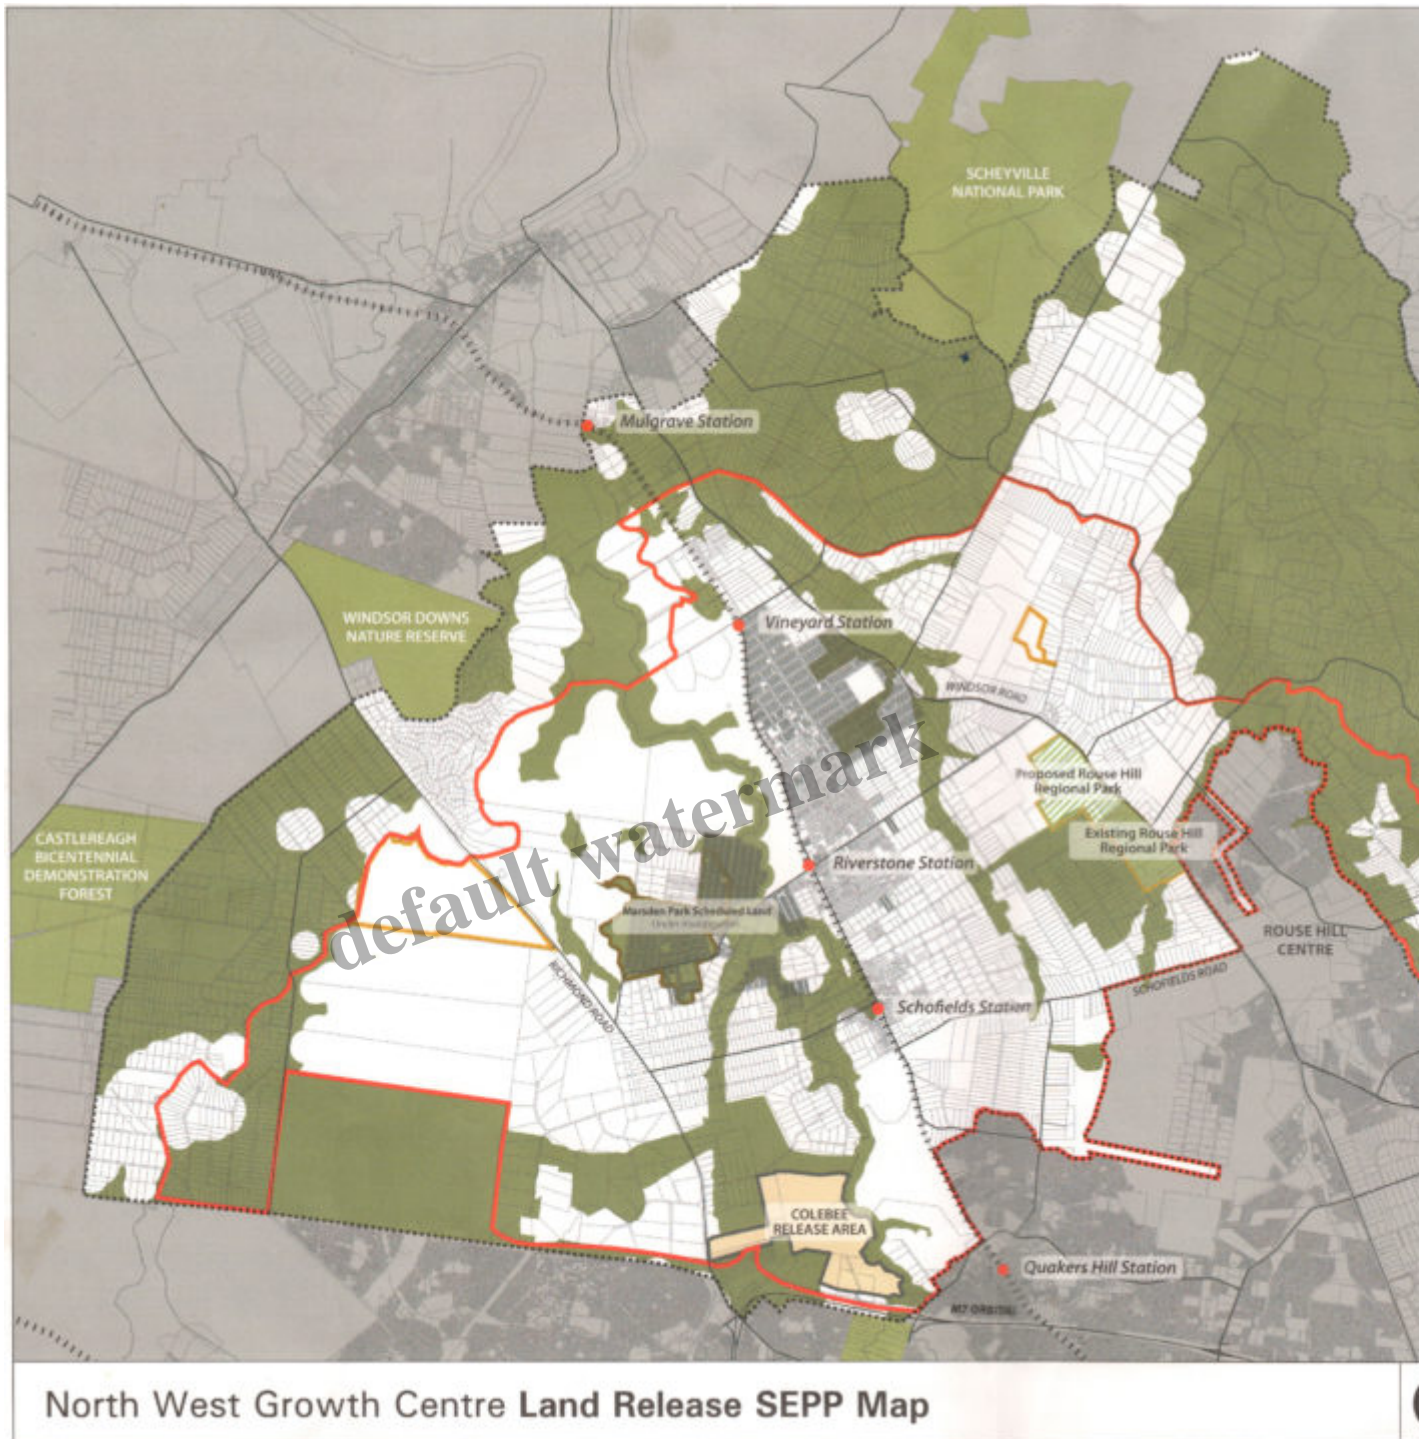 SCHEYVILLE
NATIONAL PARK
Mulgrave Station
WINDSOR DOWNS
NATURE RESERVE
Vineyard Station
WINDSOR ROAD
Proposed Rouse Hill
Regional Park
CASTLEREAGH
BICENTENNIAL
DEMONSTRATION
FOREST
Existing Rouse Hill
Regional Park
Riverstone Station
default watermark
Marsden Park Scheduled Land
Under Investigation
ROUSE HILL
CENTRE
RICHMOND ROAD
SCHOFIELDS ROAD
Schofields Station
COLEBEE
RELEASE AREA
Quakers Hill Station
M7 ORBITAL
North West Growth Centre Land Release SEPP Map